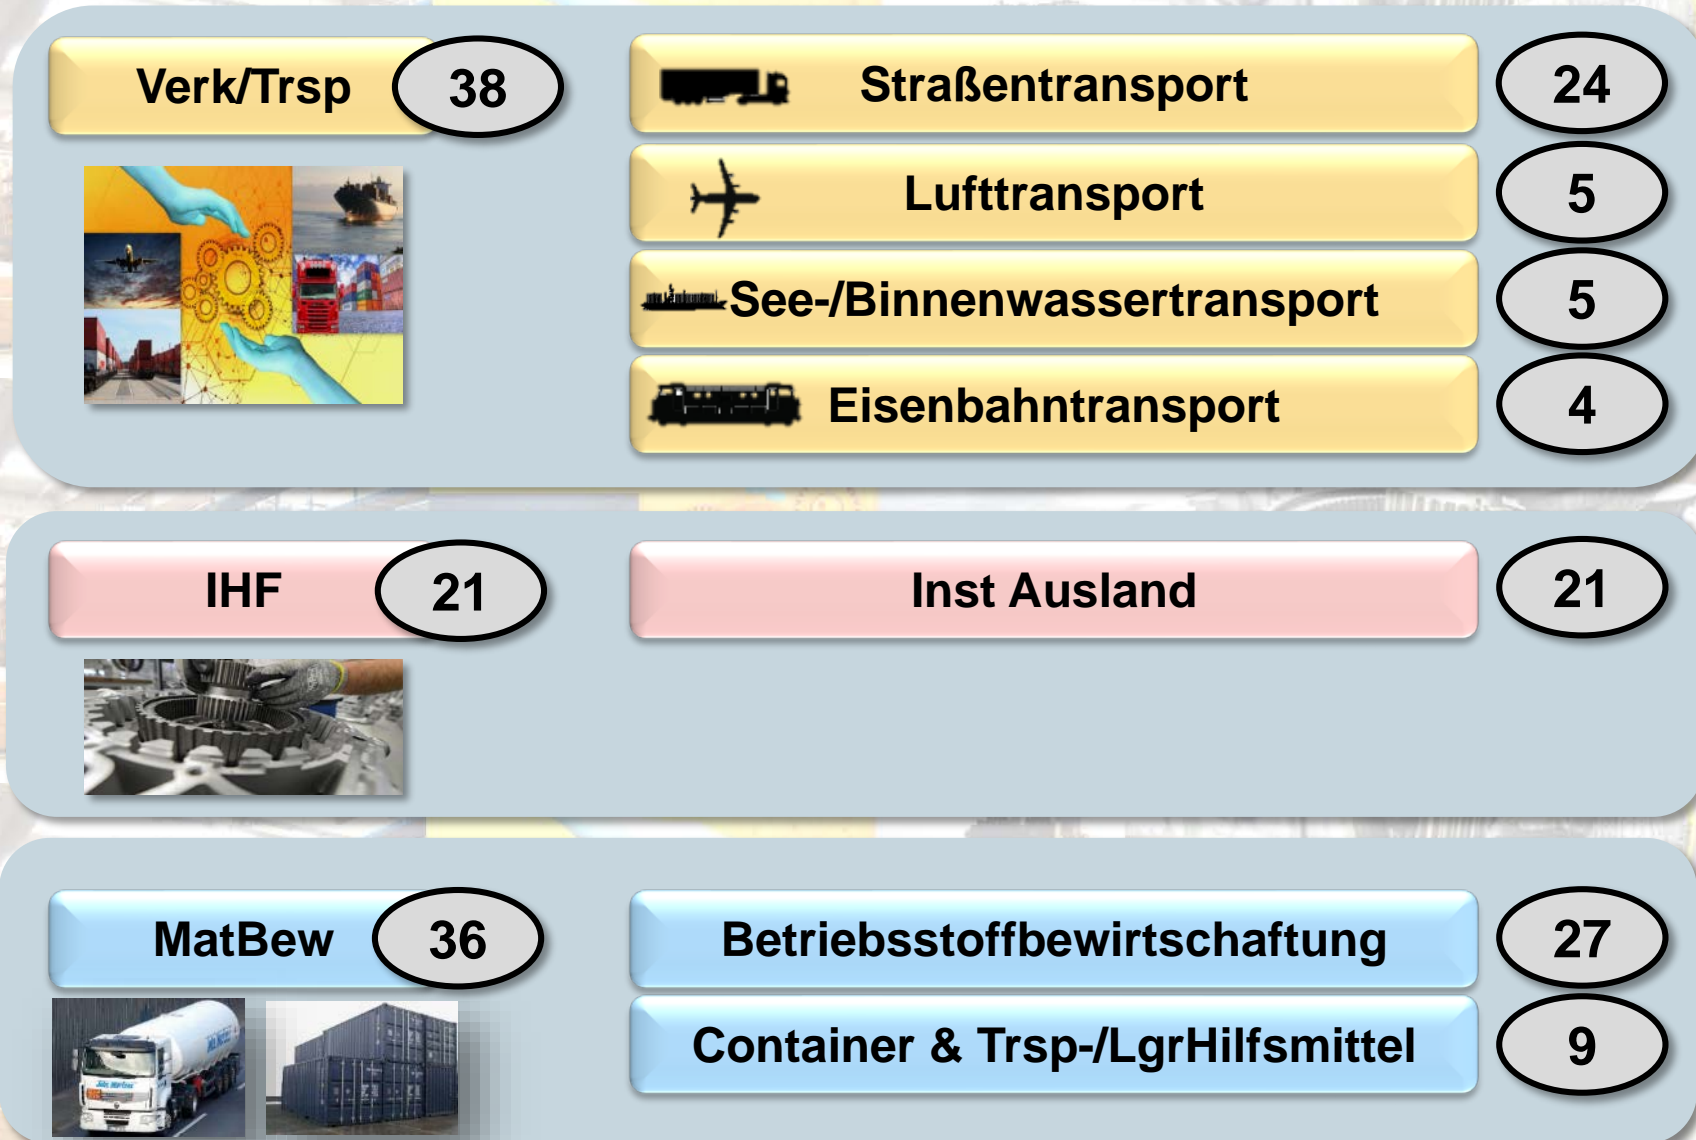 Verk/Trsp 38
Straßentransport 24
Lufttransport 5
See-/Binnenwassertransport 5
Eisenbahntransport 4
IHF 21
Inst Ausland 21
MatBew 36
Betriebsstoffbewirtschaftung 27
Container & Trsp-/LgrHilfsmittel 9